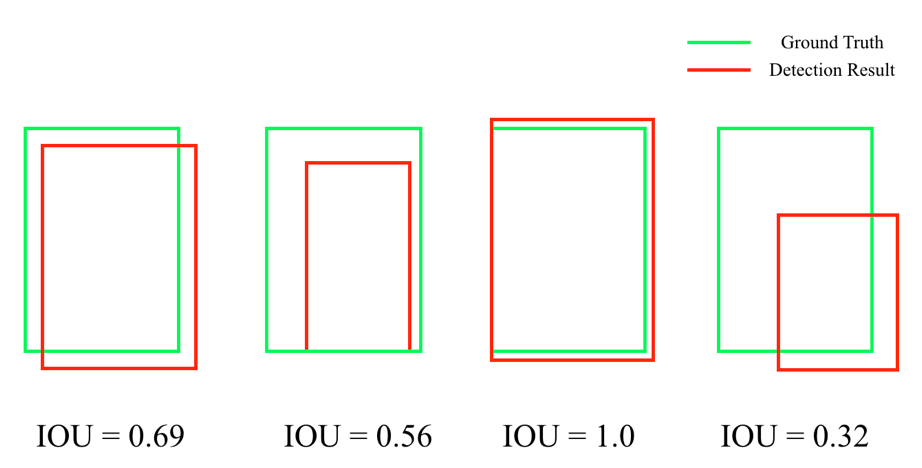 Ground Truth
Detection Result
IOU = 0.69
IOU = 0.56
IOU = 1.0
IOU = 0.32